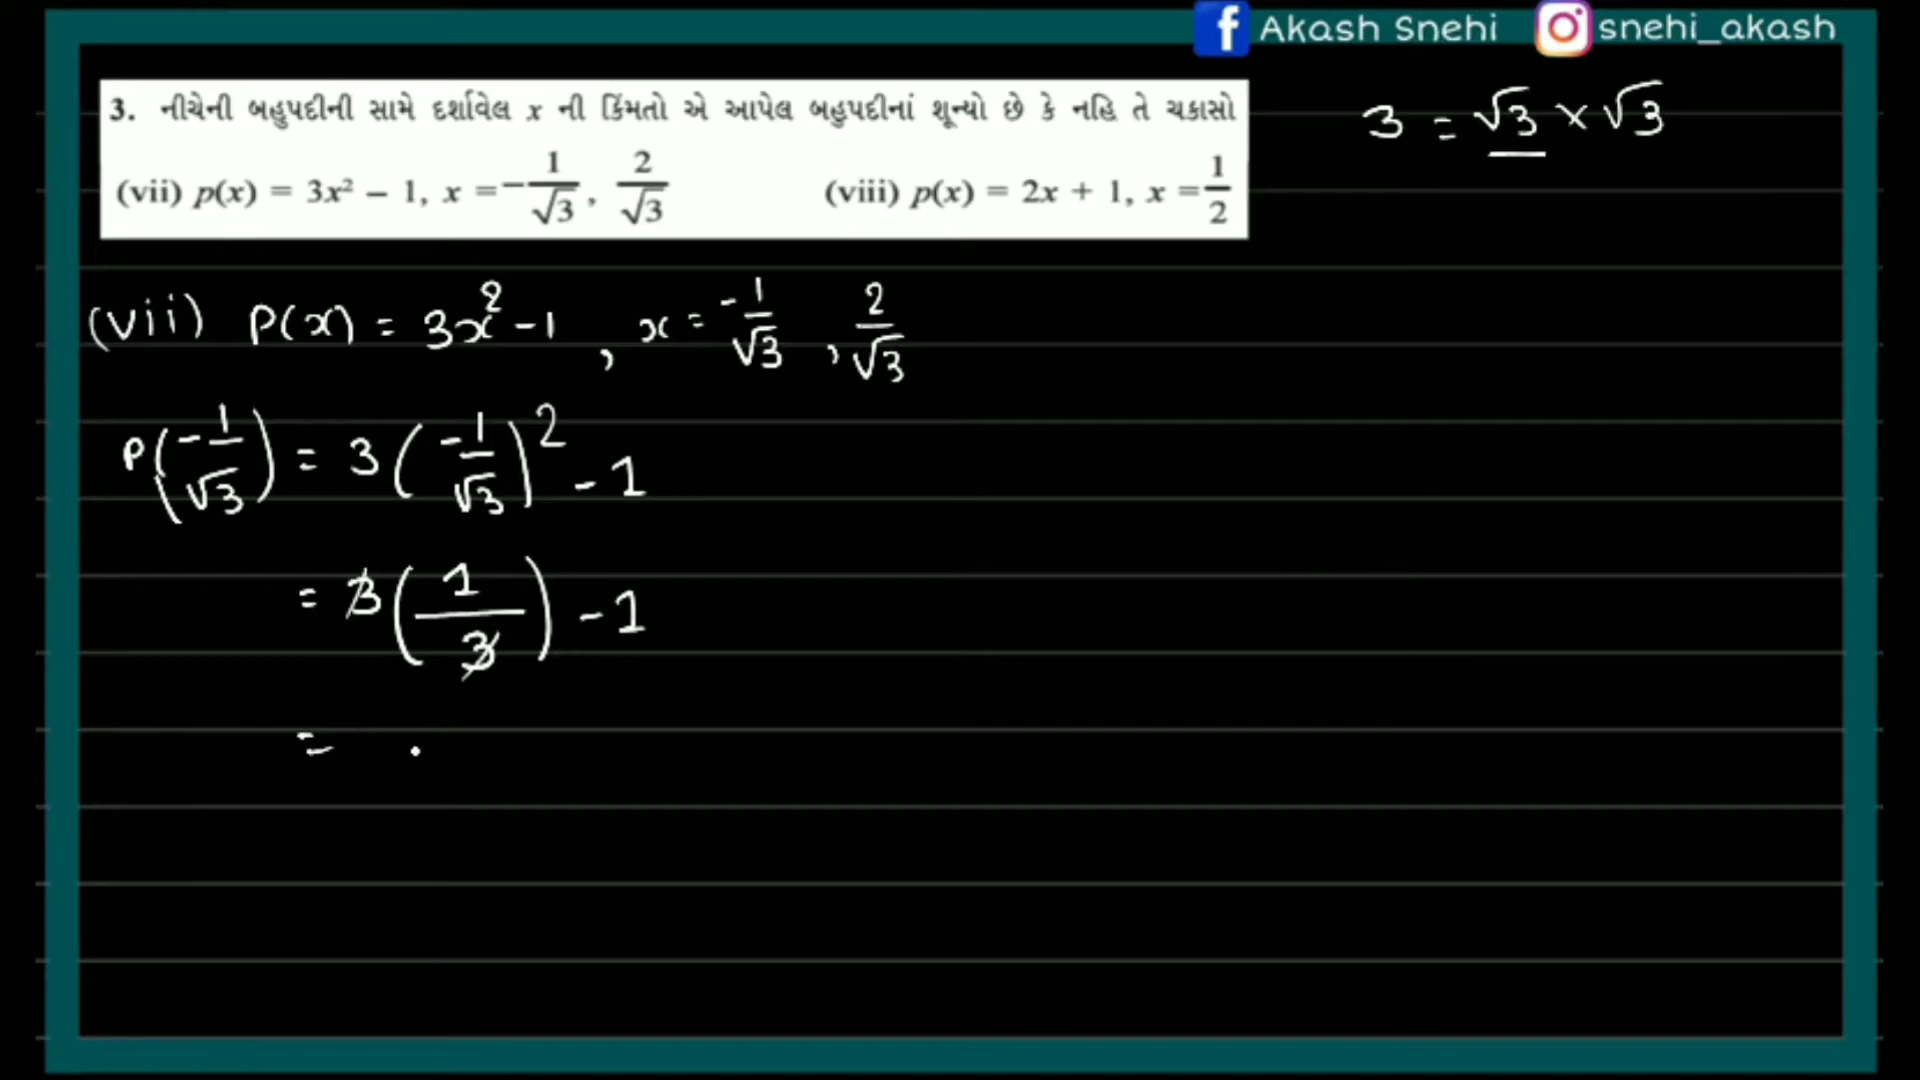 Akash Snehi snehi_akash
3. નીચેની બહુપદીની સામે દર્શાવેલ x ની કિંમતો એ આપેલ બહુપદીનાં શૂન્યો છે કે નહિ તે ચકાસો
(vii) p(x) = 3x² – 1, x = –1/√3, 2/√3 (viii) p(x) = 2x + 1, x = 1/2
3 = √3 × √3
(vii) P(x) = 3x² - 1, x = -1/√3, 2/√3
P(-1/√3) = 3(-1/√3)² - 1
= 3(1/3) - 1
= .